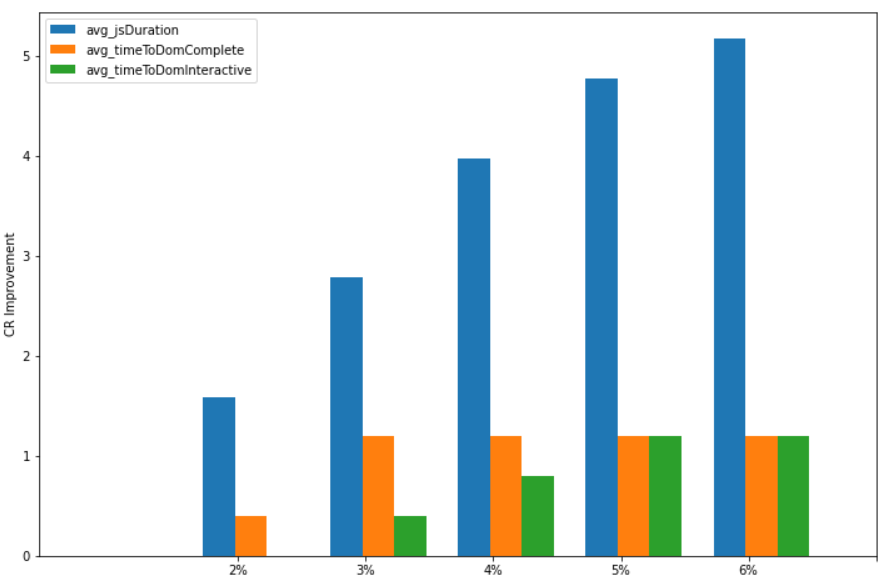 avg_jsDuration
avg_timeToDomComplete
avg_timeToDomInteractive
CR Improvement
5
4
3
2
1
0
2% 3% 4% 5% 6%